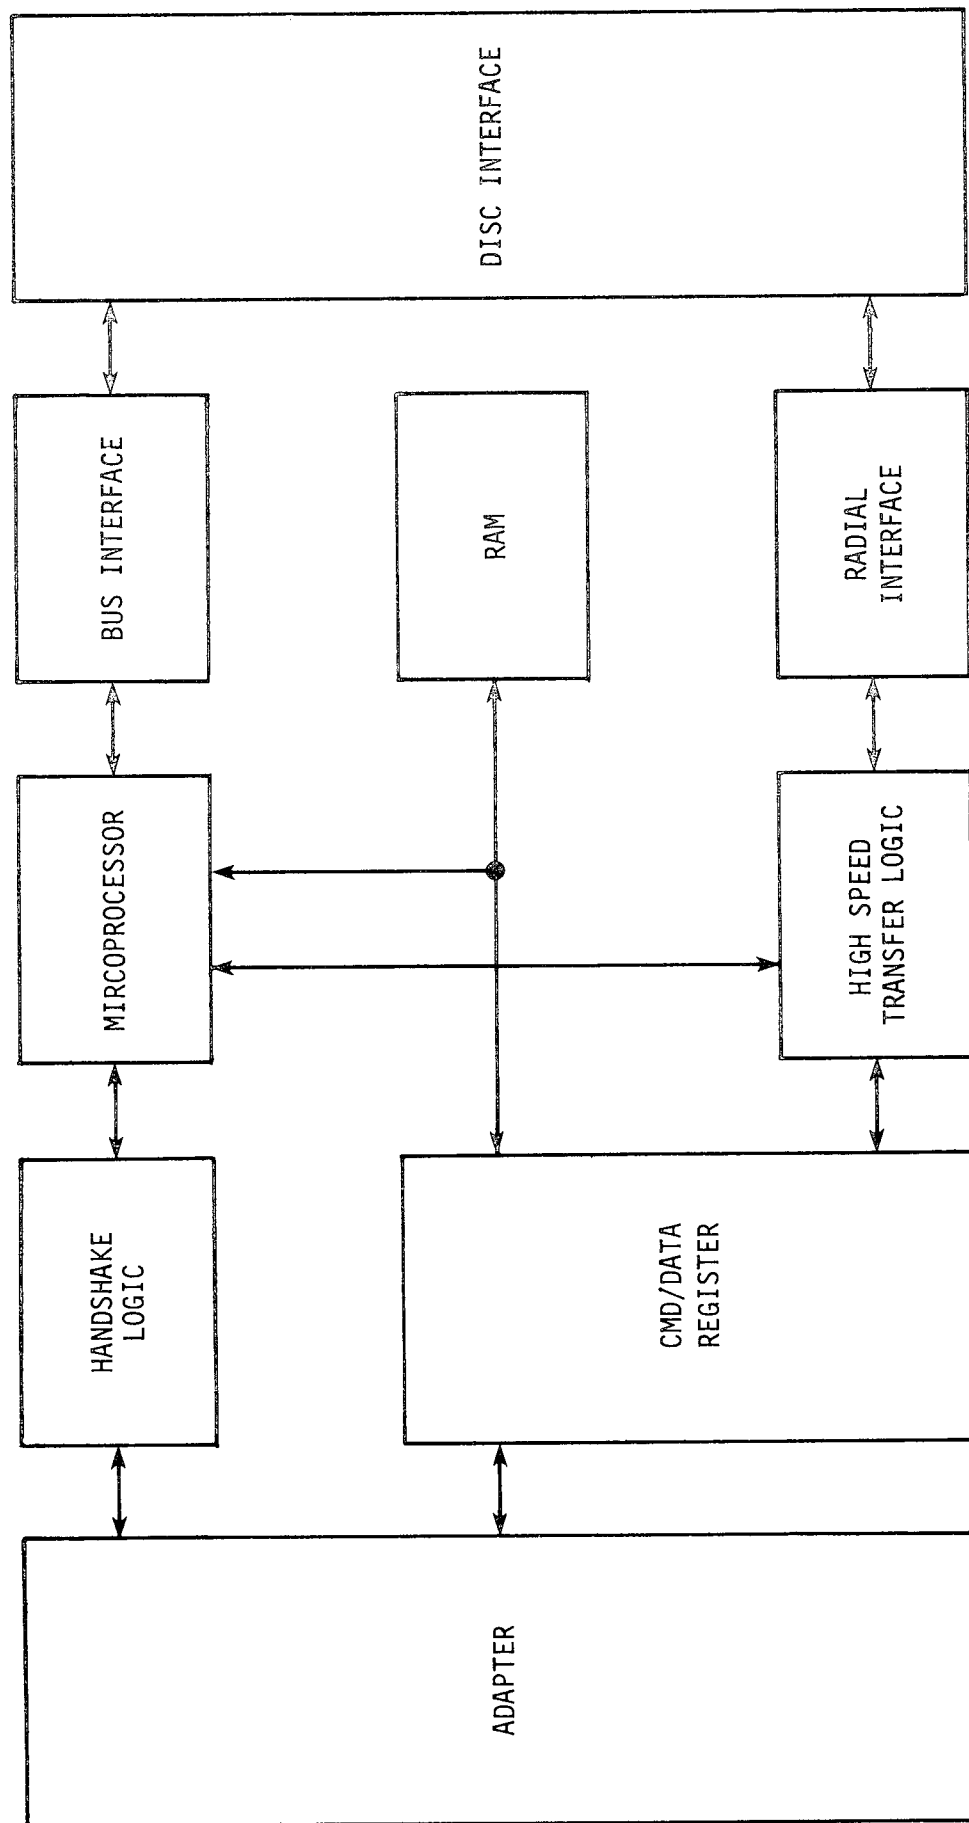 ADAPTER
HANDSHAKE
LOGIC
CMD/DATA
REGISTER
MIRCOPROCESSOR
HIGH SPEED
TRANSFER LOGIC
BUS INTERFACE
RAM
RADIAL
INTERFACE
DISC INTERFACE